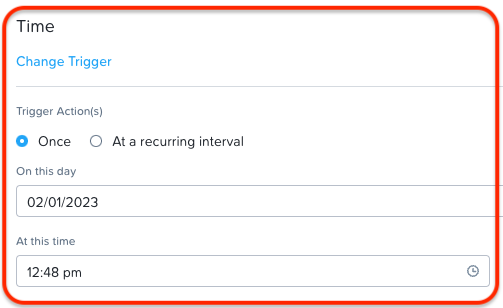 Time
Change Trigger
Trigger Action(s)
Once At a recurring interval
On this day
02/01/2023
At this time
12:48 pm